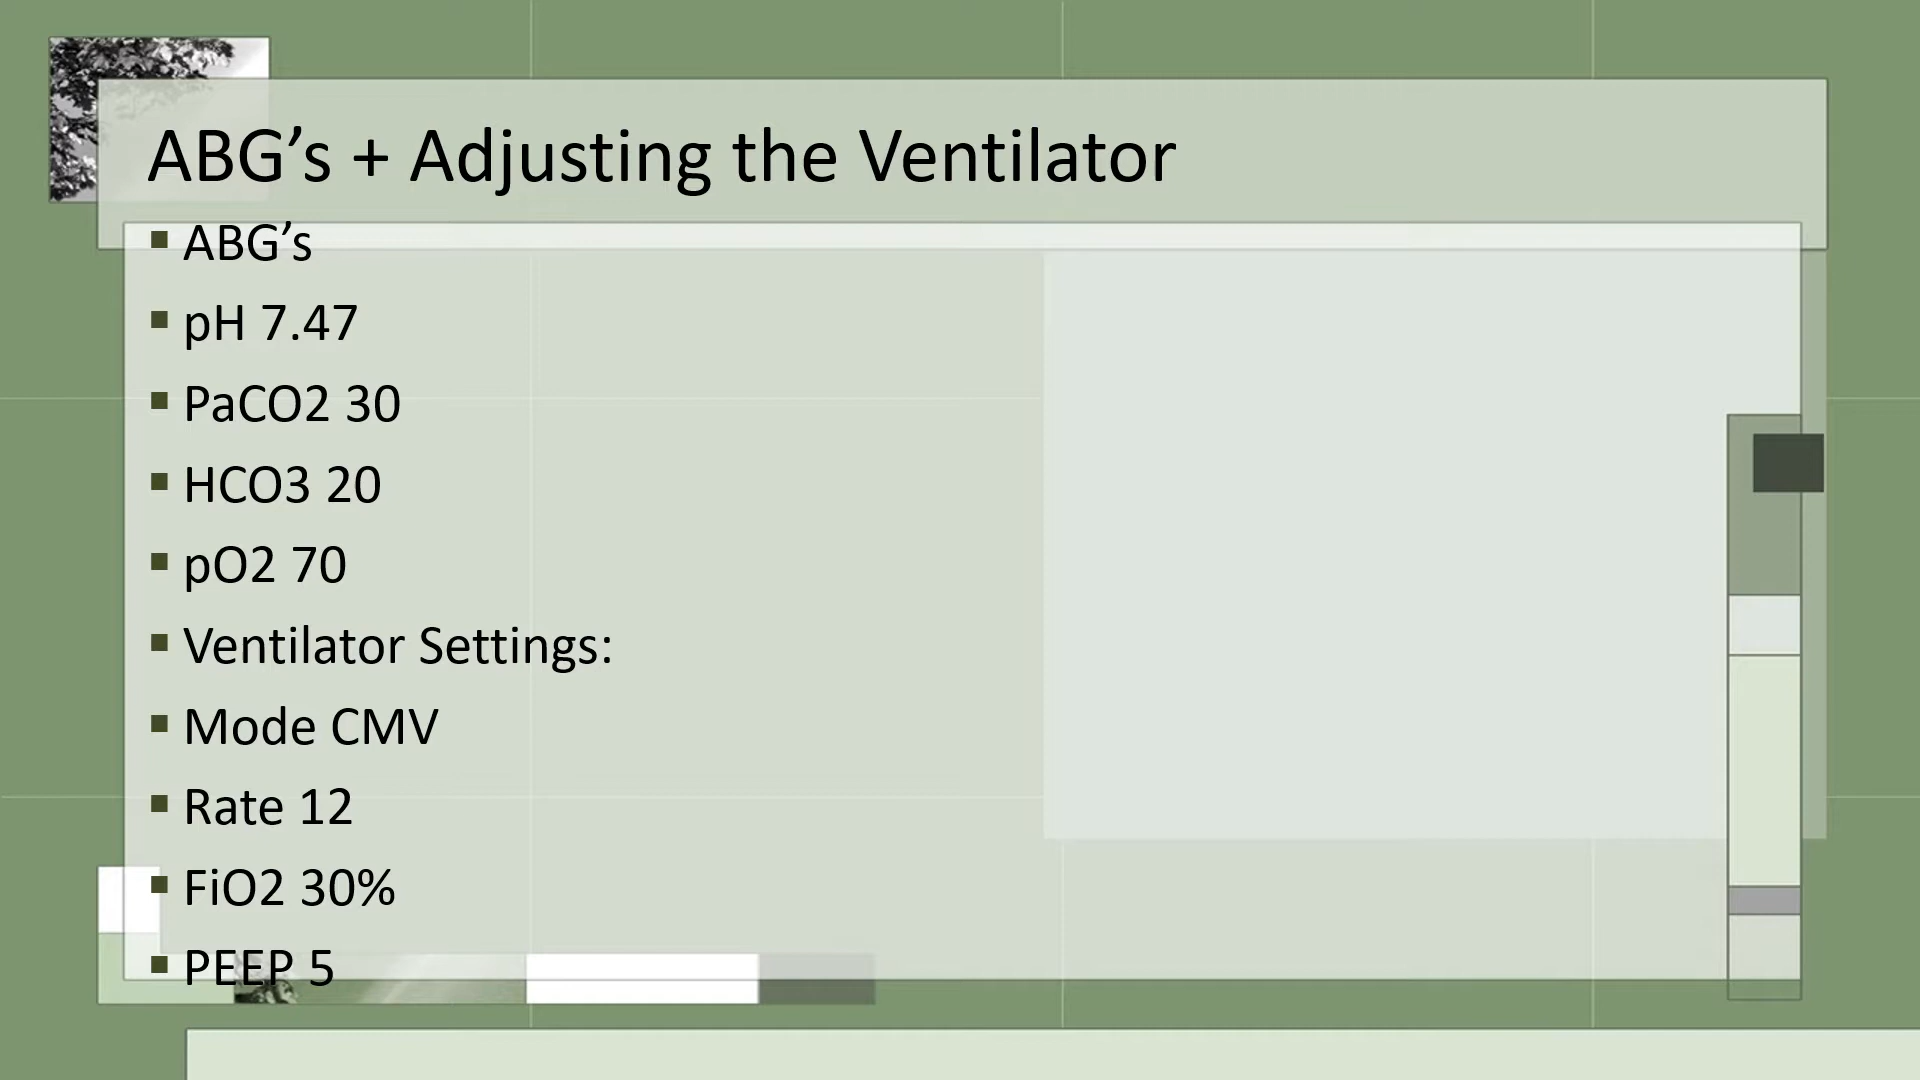 ABG’s + Adjusting the Ventilator
ABG’s
pH 7.47
PaCO2 30
HCO3 20
pO2 70
Ventilator Settings:
Mode CMV
Rate 12
FiO2 30%
PEEP 5